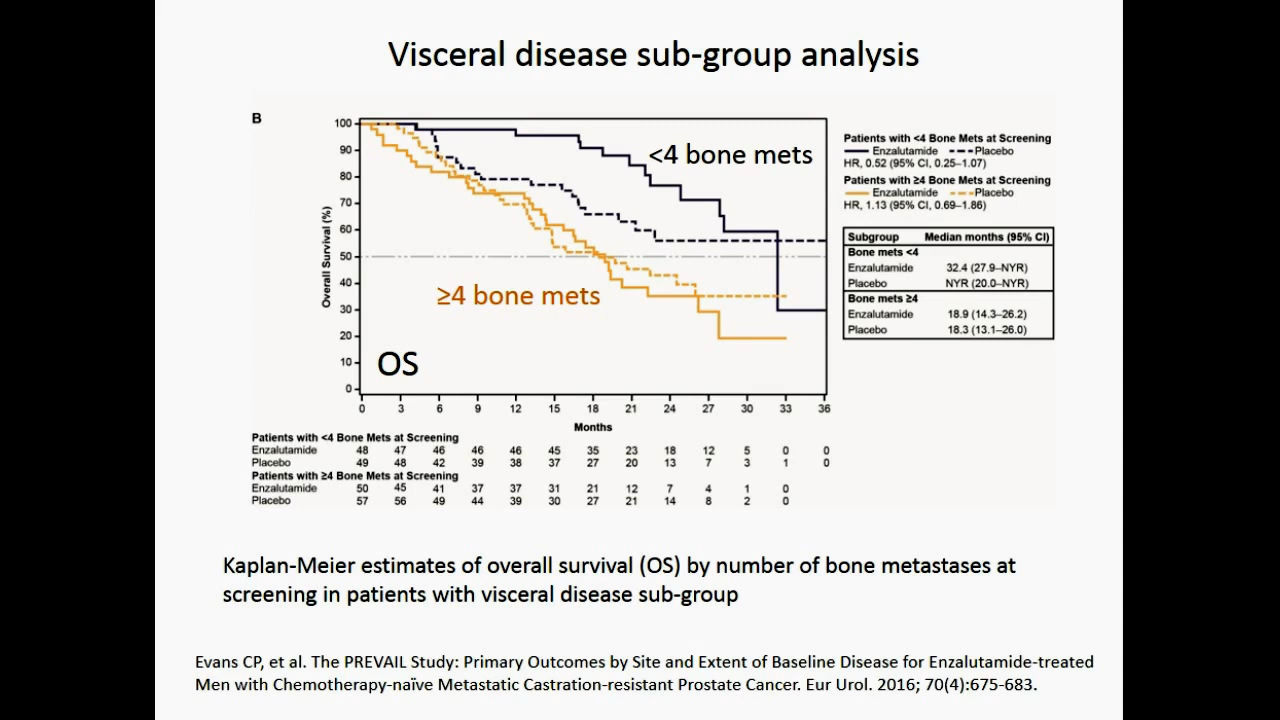 Visceral disease sub-group analysis
B
Overall Survival (%)
100
90
80
70
60
50
40
30
20
10
0
<4 bone mets
≥4 bone mets
OS
0 3 6 9 12 15 18 21 24 27 30 33 36
Months
Patients with <4 Bone Mets at Screening
Enzalutamide Placebo
HR, 0.52 (95% CI, 0.25–1.07)
Patients with ≥4 Bone Mets at Screening
Enzalutamide Placebo
HR, 1.13 (95% CI, 0.69–1.86)
Subgroup Median months (95% CI)
Bone mets <4
Enzalutamide 32.4 (27.9–NYR)
Placebo NYR (20.0–NYR)
Bone mets ≥4
Enzalutamide 18.9 (14.3–26.2)
Placebo 18.3 (13.1–26.0)
Patients with <4 Bone Mets at Screening
Enzalutamide 48 47 46 46 46 45 35 23 18 12 5 0 0
Placebo 49 48 42 39 38 37 27 20 13 7 3 1 0
Patients with ≥4 Bone Mets at Screening
Enzalutamide 50 45 41 37 37 31 21 12 7 4 1 0
Placebo 57 56 49 44 39 30 27 21 14 8 2 0
Kaplan-Meier estimates of overall survival (OS) by number of bone metastases at
screening in patients with visceral disease sub-group
Evans CP, et al. The PREVAIL Study: Primary Outcomes by Site and Extent of Baseline Disease for Enzalutamide-treated
Men with Chemotherapy-naïve Metastatic Castration-resistant Prostate Cancer. Eur Urol. 2016; 70(4):675-683.